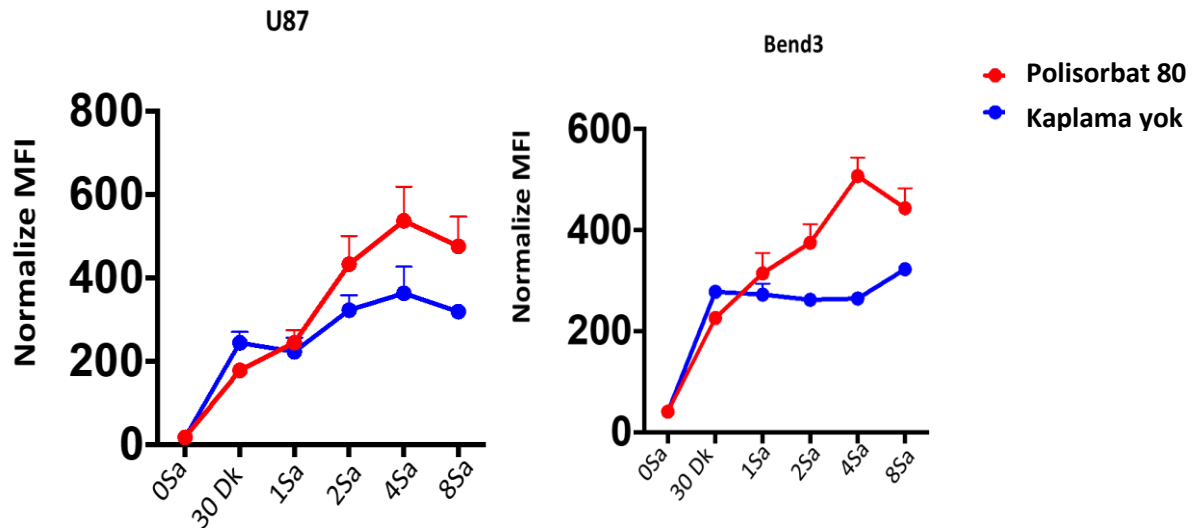 U87
Normalize MFI
800
600
400
200
0
0Sa
30 Dk
1Sa
2Sa
4Sa
8Sa
Bend3
Normalize MFI
600
400
200
0
0Sa
30 Dk
1Sa
2Sa
4Sa
8Sa
Polisorbat 80
Kaplama yok